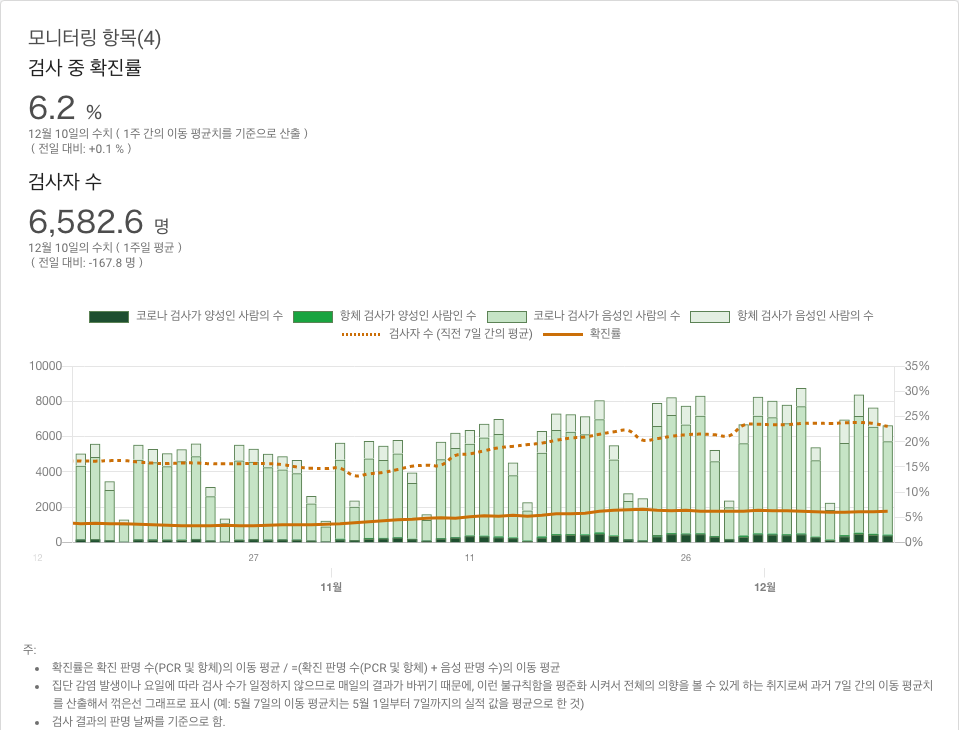 모니터링 항목(4)
검사 중 확진률
6.2 %
12월 10일의 수치 ( 1주 간의 이동 평균치를 기준으로 산출 )
( 전일 대비: +0.1 % )
검사자 수
6,582.6 명
12월 10일의 수치 ( 1주일 평균 )
( 전일 대비: -167.8 명 )
코로나 검사가 양성인 사람의 수 항체 검사가 양성인 사람인 수 코로나 검사가 음성인 사람의 수 항체 검사가 음성인 사람의 수
검사자 수 (직전 7일 간의 평균) 확진률
10000 35%
30%
8000
25%
6000 20%
4000 15%
10%
2000
5%
0 0%
12 27 11 26
11월 12월
주:
확진률은 확진 판명 수(PCR 및 항체)의 이동 평균 / =(확진 판명 수(PCR 및 항체) + 음성 판명 수)의 이동 평균
집단 감염 발생이나 요일에 따라 검사 수가 일정하지 않으므로 매일의 결과가 바뀌기 때문에, 이런 불규칙함을 평준화 시켜서 전체의 의향을 볼 수 있게 하는 취지로써 과거 7일 간의 이동 평균치
를 산출해서 꺾은선 그래프로 표시 (예: 5월 7일의 이동 평균치는 5월 1일부터 7일까지의 실적 값을 평균으로 한 것)
검사 결과의 판명 날짜를 기준으로 함.